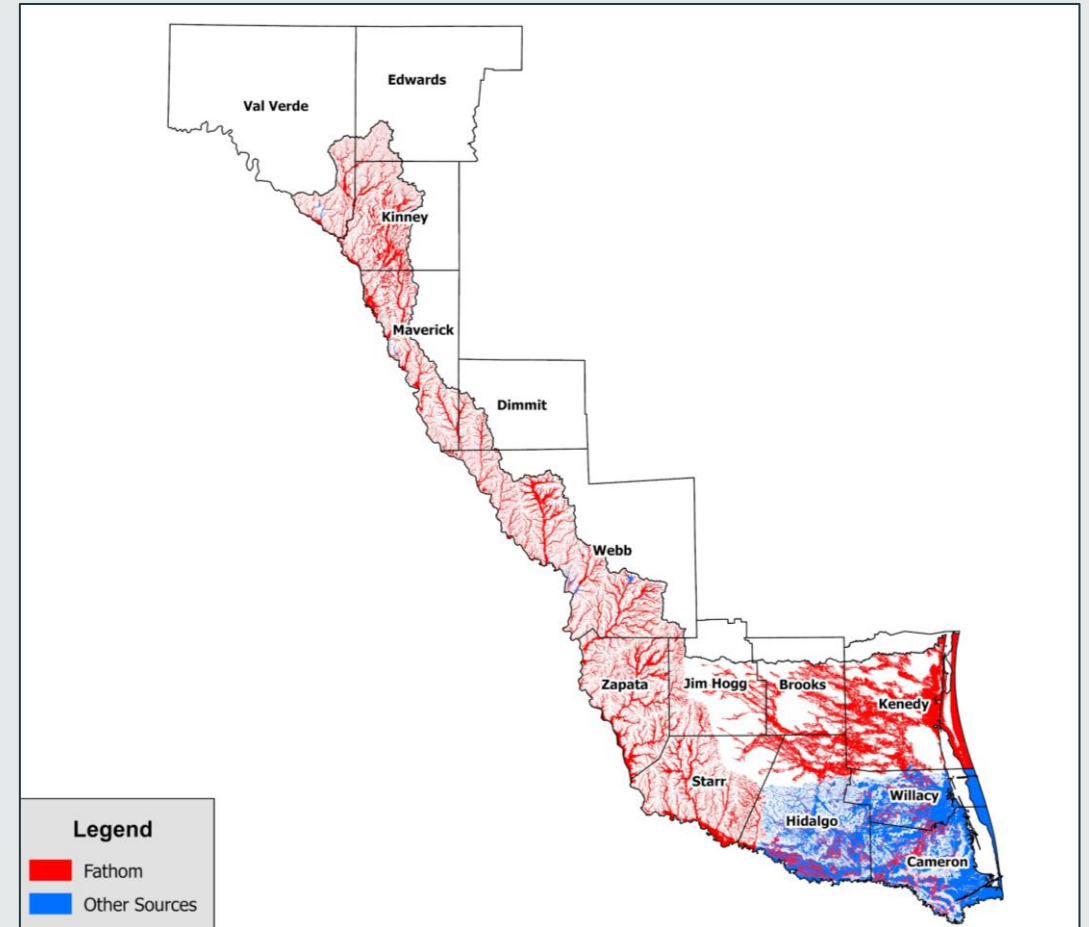 Edwards
Val Verde
Kinney
Maverick
Dimmit
Webb
Zapata
Jim Hogg
Brooks
Kenedy
Starr
Willacy
Hidalgo
Cameron
Legend
Fathom
Other Sources